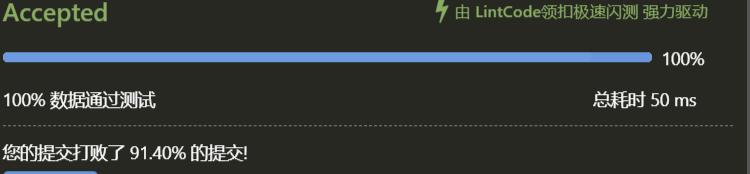 Accepted
由 LintCode领扣极速闪测 强力驱动
100%
100% 数据通过测试
总耗时 50 ms
您的提交打败了 91.40% 的提交!